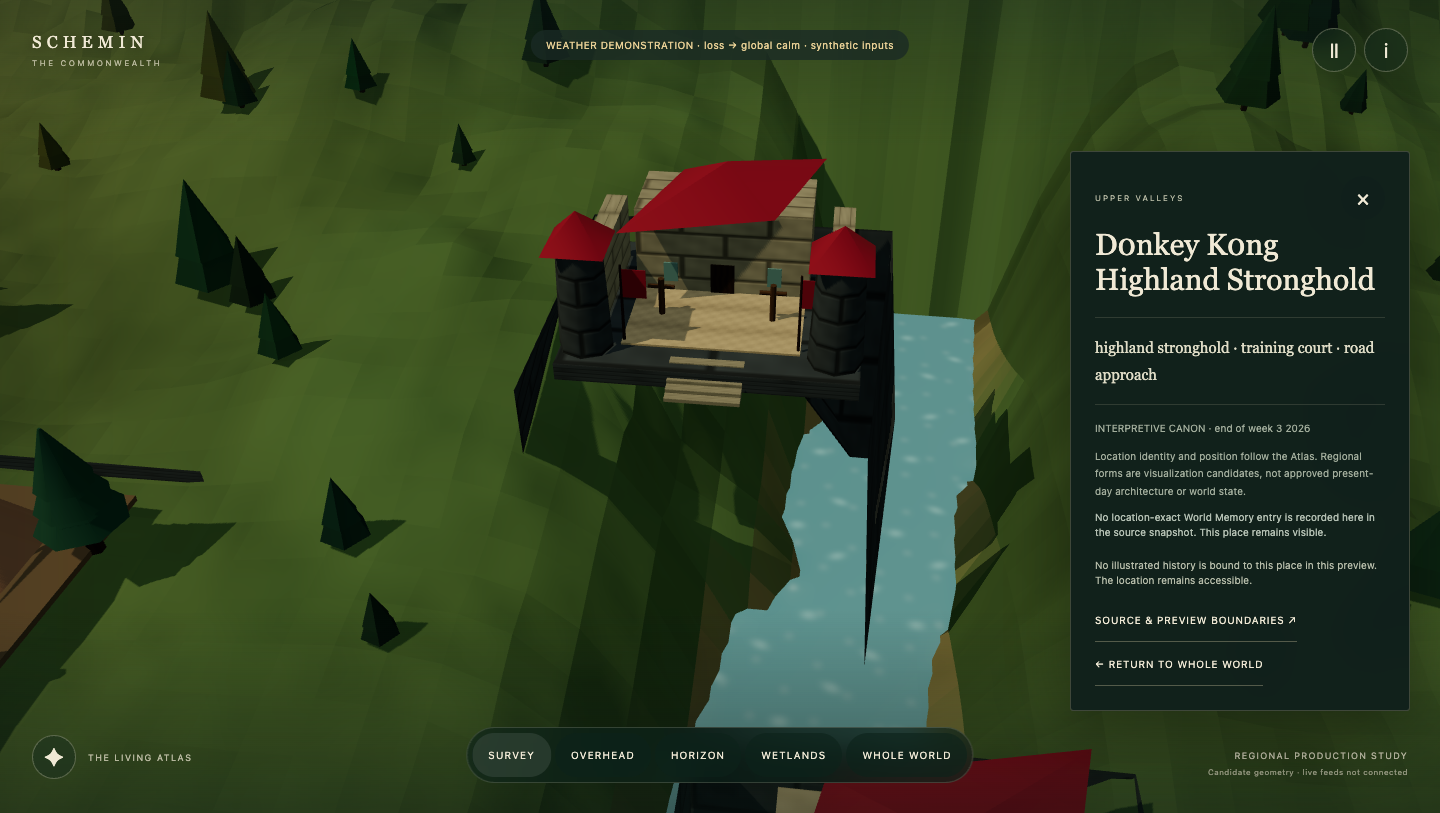 SCHEMIN
THE COMMONWEALTH
WEATHER DEMONSTRATION · loss → global calm · synthetic inputs
i
UPPER VALLEYS
×
Donkey Kong
Highland Stronghold
highland stronghold · training court · road
approach
INTERPRETIVE CANON · end of week 3 2026
Location identity and position follow the Atlas. Regional
forms are visualization candidates, not approved present-
day architecture or world state.
No location-exact World Memory entry is recorded here in
the source snapshot. This place remains visible.
No illustrated history is bound to this place in this preview.
The location remains accessible.
SOURCE & PREVIEW BOUNDARIES ↗
← RETURN TO WHOLE WORLD
THE LIVING ATLAS
SURVEY
OVERHEAD
HORIZON
WETLANDS
WHOLE WORLD
REGIONAL PRODUCTION STUDY
Candidate geometry · live feeds not connected